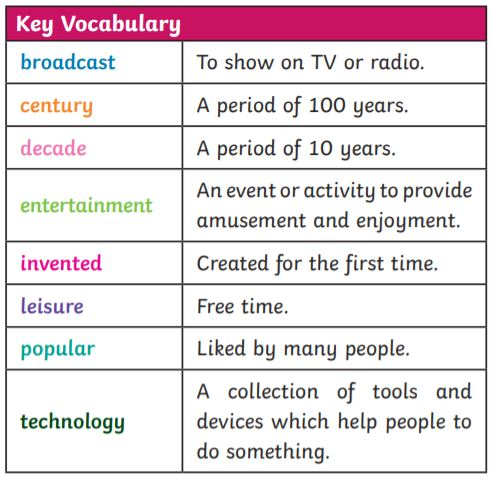 Key Vocabulary
broadcast To show on TV or radio.
century A period of 100 years.
decade A period of 10 years.
entertainment An event or activity to provide
amusement and enjoyment.
invented Created for the first time.
leisure Free time.
popular Liked by many people.
technology A collection of tools and
devices which help people to
do something.